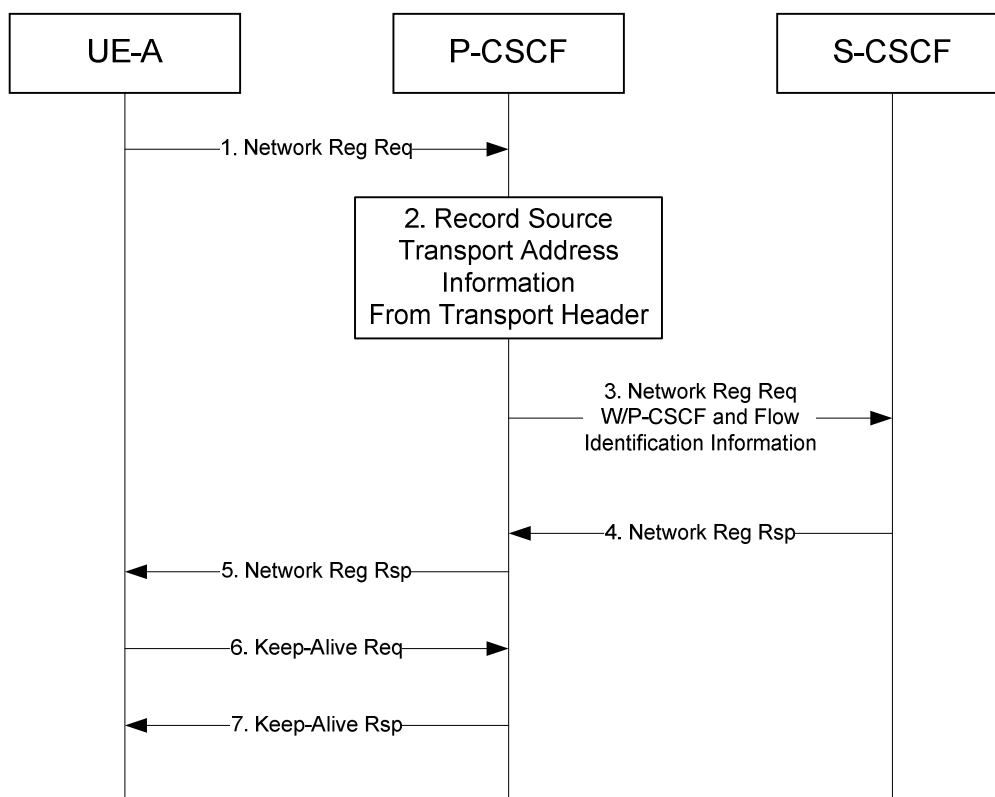 UE-A
P-CSCF
S-CSCF
1. Network Reg Req
2. Record Source
Transport Address
Information
From Transport Header
3. Network Reg Req
W/P-CSCF and Flow
Identification Information
4. Network Reg Rsp
5. Network Reg Rsp
6. Keep-Alive Req
7. Keep-Alive Rsp